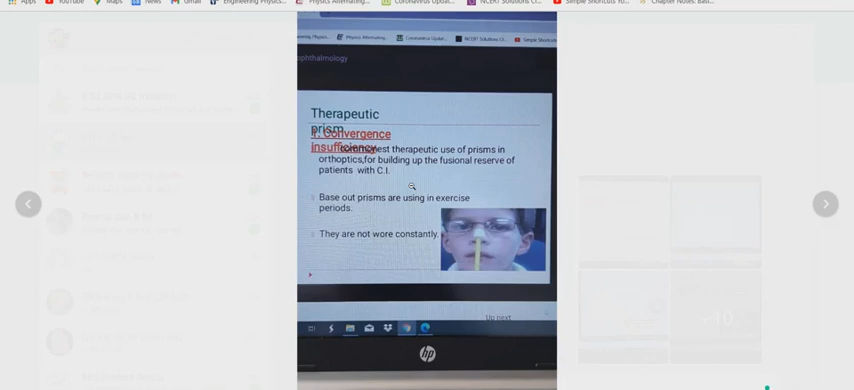 Apps YouTube Maps News Gmail Engineering Physics... Physics Alternating... Coronavirus Updat... NCERT Solutions Cl... Simple Shortcuts Yo... Chapter Notes: Basi...
Physics Alternating... Coronavirus Updat... NCERT Solutions Cl... Simple Shortcuts
ophthalmology
Therapeutic
prism
1. Convergence
insufficiency
commonest therapeutic use of prisms in
orthoptics,for building up the fusional reserve of
patients with C.I.
Base out prisms are using in exercise
periods.
They are not wore constantly.
Up next
hp
+10